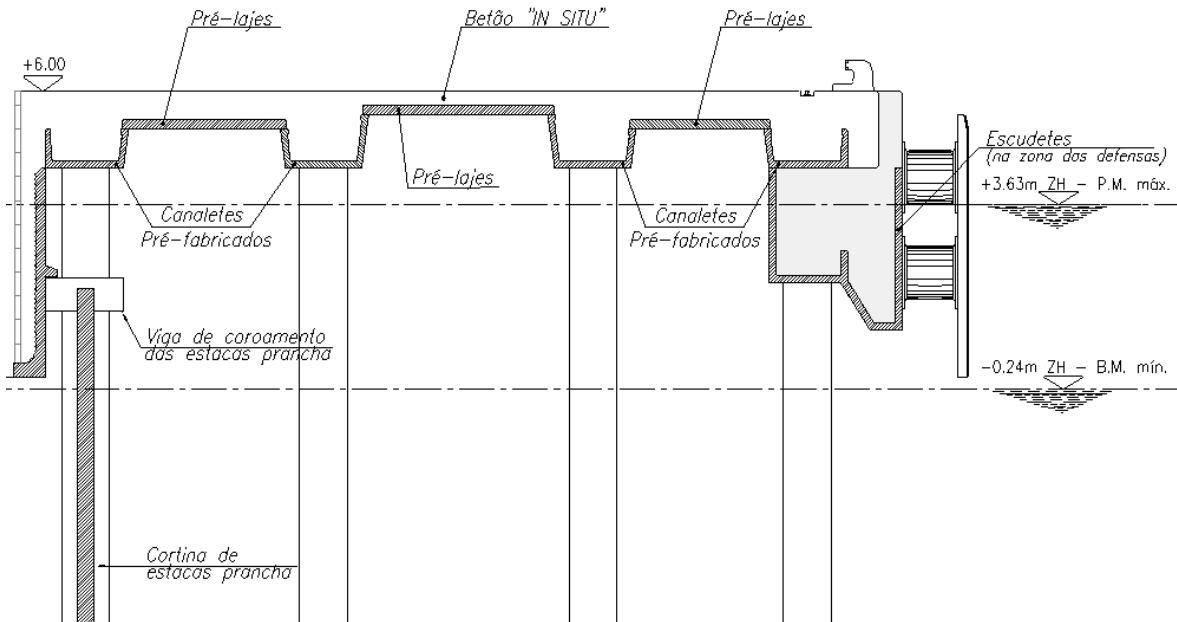 Pré-lajes
Betão "IN SITU"
Pré-lajes
+6.00
Escudetes
(na zona das defensas)
Pré-lajes
+3.63m ZH - P.M. máx.
Canaletes
Pré-fabricados
Canaletes
Pré-fabricados
Viga de coroamento
das estacas prancha
-0.24m ZH - B.M. mín.
Cortina de
estacas prancha